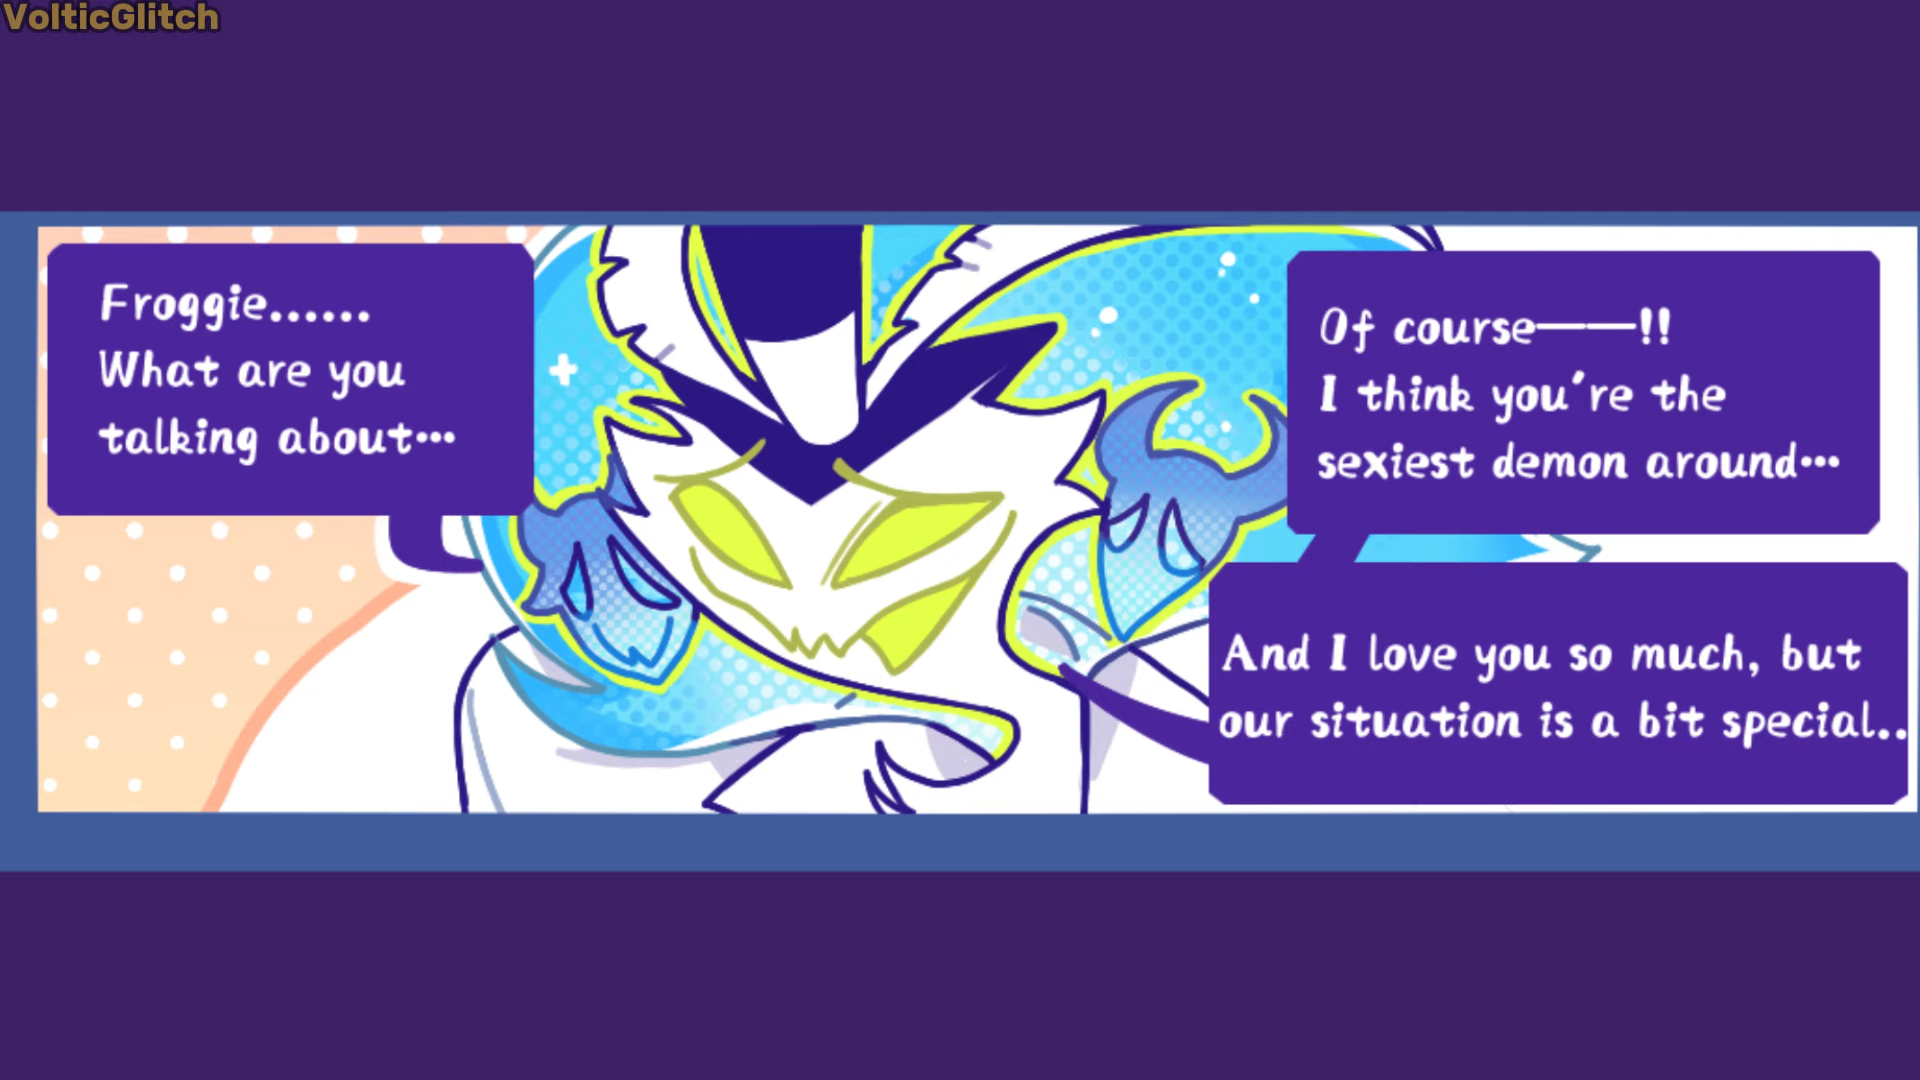 VolticGlitch
Froggie......
What are you
talking about...
Of course——!!
I think you're the
sexiest demon around...
And I love you so much, but
our situation is a bit special..